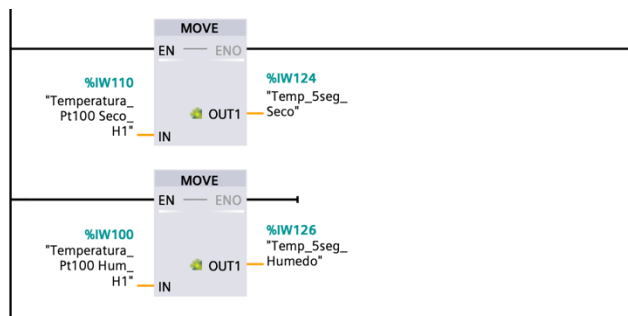 MOVE
EN ENO
%IW110
"Temperatura_
Pt100 Seco_
H1"
IN
OUT1
%IW124
"Temp_5seg_
Seco"
MOVE
EN ENO
%IW100
"Temperatura_
Pt100 Hum_
H1"
IN
OUT1
%IW126
"Temp_5seg_
Humedo"